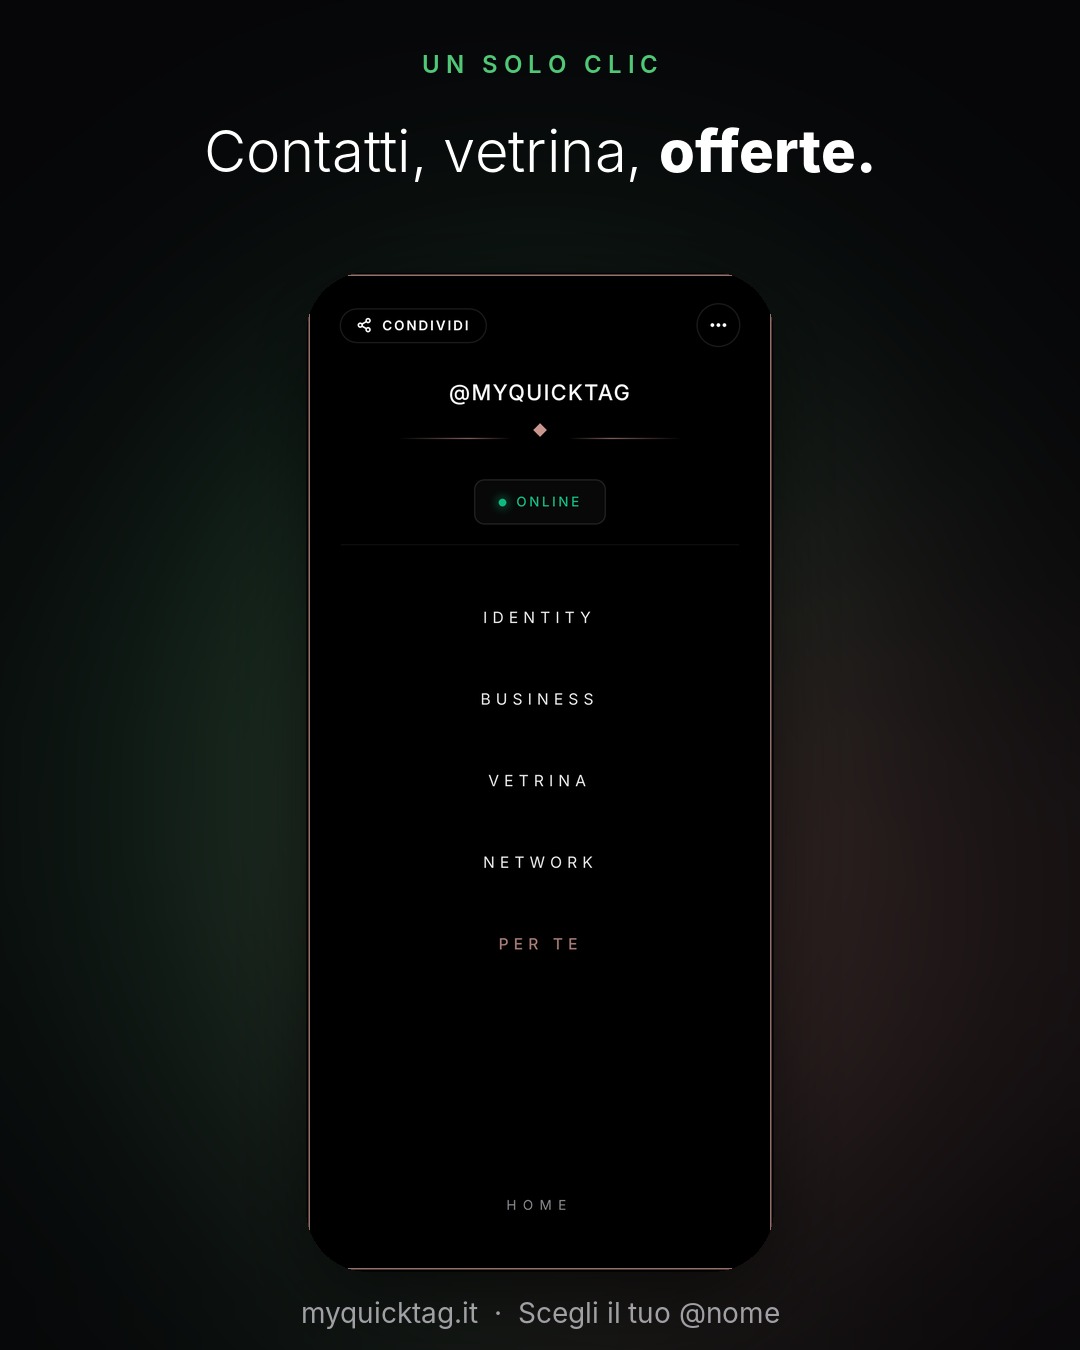 UN SOLO CLIC
Contatti, vetrina, offerte.
CONDIVIDI
@MYQUICKTAG
ONLINE
IDENTITY
BUSINESS
VETRINA
NETWORK
PER TE
HOME
myquicktag.it · Scegli il tuo @nome